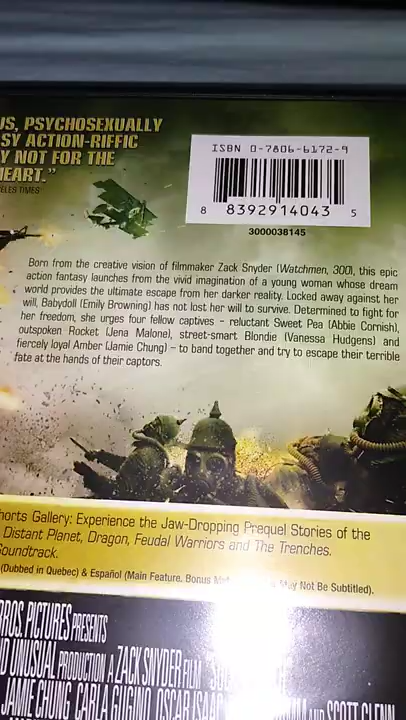 US, PSYCHOSEXUALLY
SY ACTION-RIFFIC
Y NOT FOR THE
HEART."
ELES TIMES
ISBN 0-7806-6172-9
8 83929 14043 5
3000038145
Born from the creative vision of filmmaker Zack Snyder (Watchmen, 300), this epic
action fantasy launches from the vivid imagination of a young woman whose dream
world provides the ultimate escape from her darker reality. Locked away against her
will, Babydoll (Emily Browning) has not lost her will to survive. Determined to fight for
her freedom, she urges four fellow captives – reluctant Sweet Pea (Abbie Cornish),
outspoken Rocket (Jena Malone), street-smart Blondie (Vanessa Hudgens) and
fiercely loyal Amber (Jamie Chung) – to band together and try to escape their terrible
fate at the hands of their captors.
horts Gallery: Experience the Jaw-Dropping Prequel Stories of the
Distant Planet, Dragon, Feudal Warriors and The Trenches.
Soundtrack.
(Dubbed in Quebec) & Español (Main Feature. Bonus May Not Be Subtitled).
ROS. PICTURES PRESENTS
D UNUSUAL PRODUCTION A ZACK SNYDER FILM
JAMIE CHUNG CARLA GUGINO OSCAR ISAAC AND SCOTT GLENN